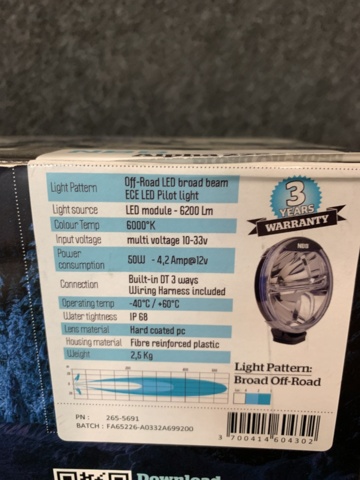 Light Pattern Off-Road LED broad beam
ECE LED Pilot light
Light source LED module - 6200 Lm
Colour Temp 6000°K
Input voltage multi voltage 10-33v
Power consumption 50W - 4,2 Amp@12v
Connection Built-in DT 3 ways
Wiring Harness included
Operating temp -40°C / +60°C
Water tightness IP 68
Lens material Hard coated pc
Housing material Fibre reinforced plastic
Weight 2,5 Kg
3
YEARS
WARRANTY
Light Pattern:
Broad Off-Road
PN : 265-5691
BATCH : FA65226-A0332A699200
3 700414 604302
Download